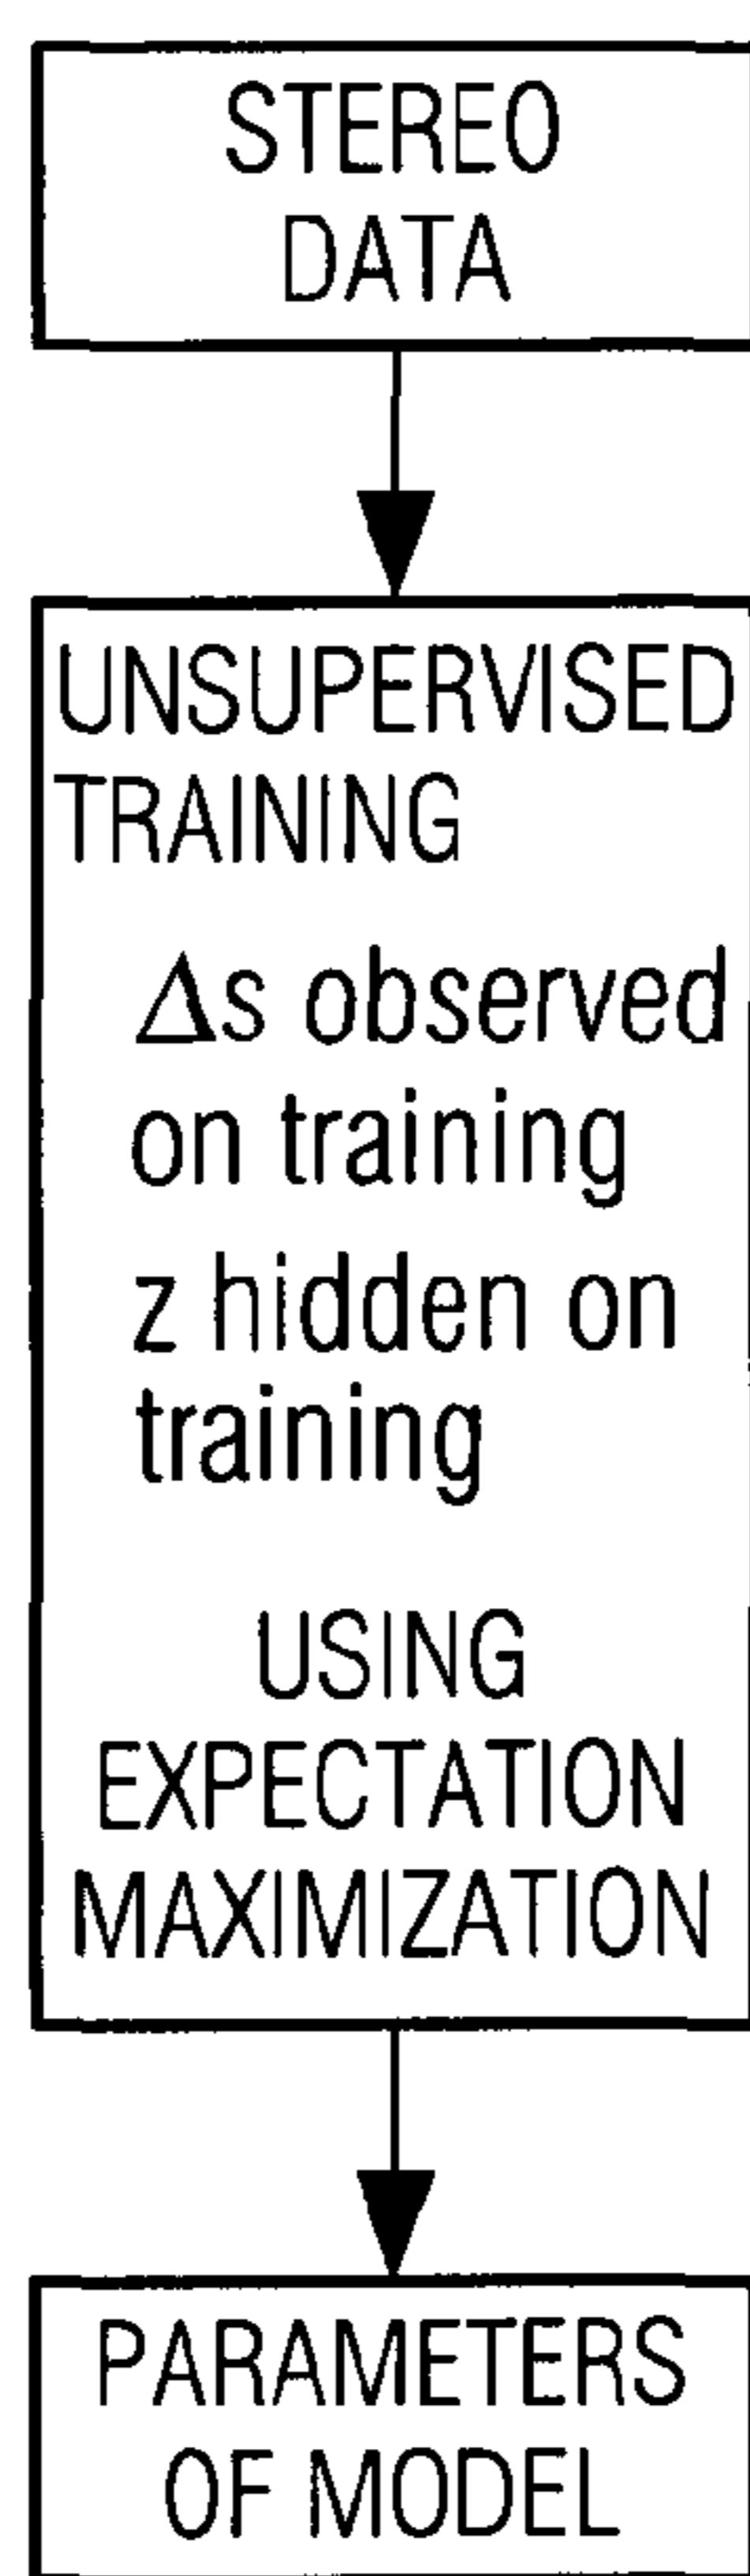 STEREO
DATA
UNSUPERVISED
TRAINING
Δs observed
on training
z hidden on
training
USING
EXPECTATION
MAXIMIZATION
PARAMETERS
OF MODEL